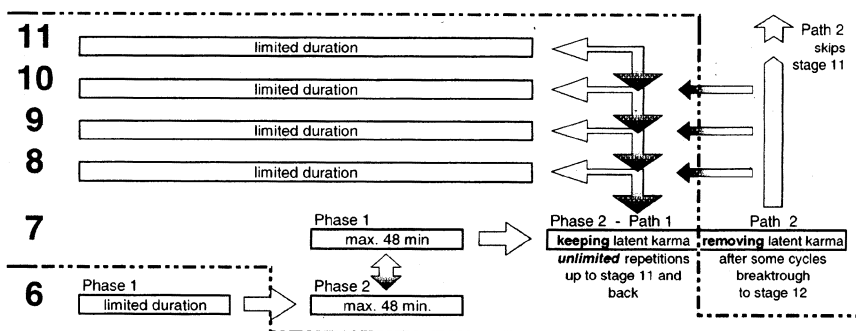 11
limited duration
Path 2
skips
stage 11
10
limited duration
9
limited duration
8
limited duration
7
Phase 1
max. 48 min
Phase 2 - Path 1
keeping latent karma
unlimited repetitions
up to stage 11 and
back
Path 2
removing latent karma
after some cycles
breaktrough
to stage 12
6
Phase 1
limited duration
Phase 2
max. 48 min.